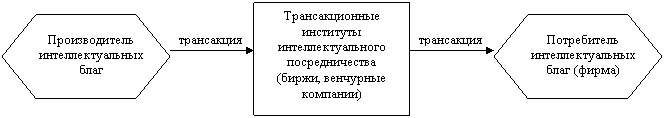 Производитель
интеллектуальных
благ
трансакция
Трансакционные
институты
интеллектуального
посредничества
(биржи, венчурные
компании)
трансакция
Потребитель
интеллектуальных
благ (фирма)